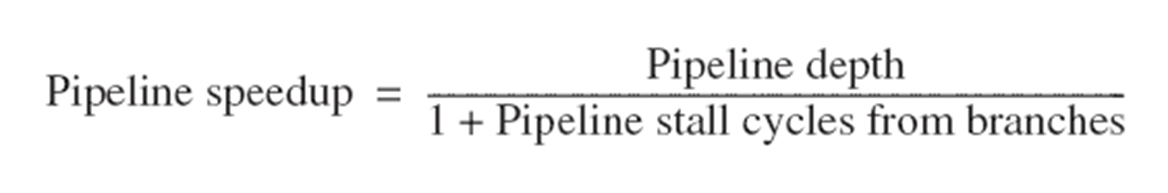 Pipeline speedup = Pipeline depth
1 + Pipeline stall cycles from branches